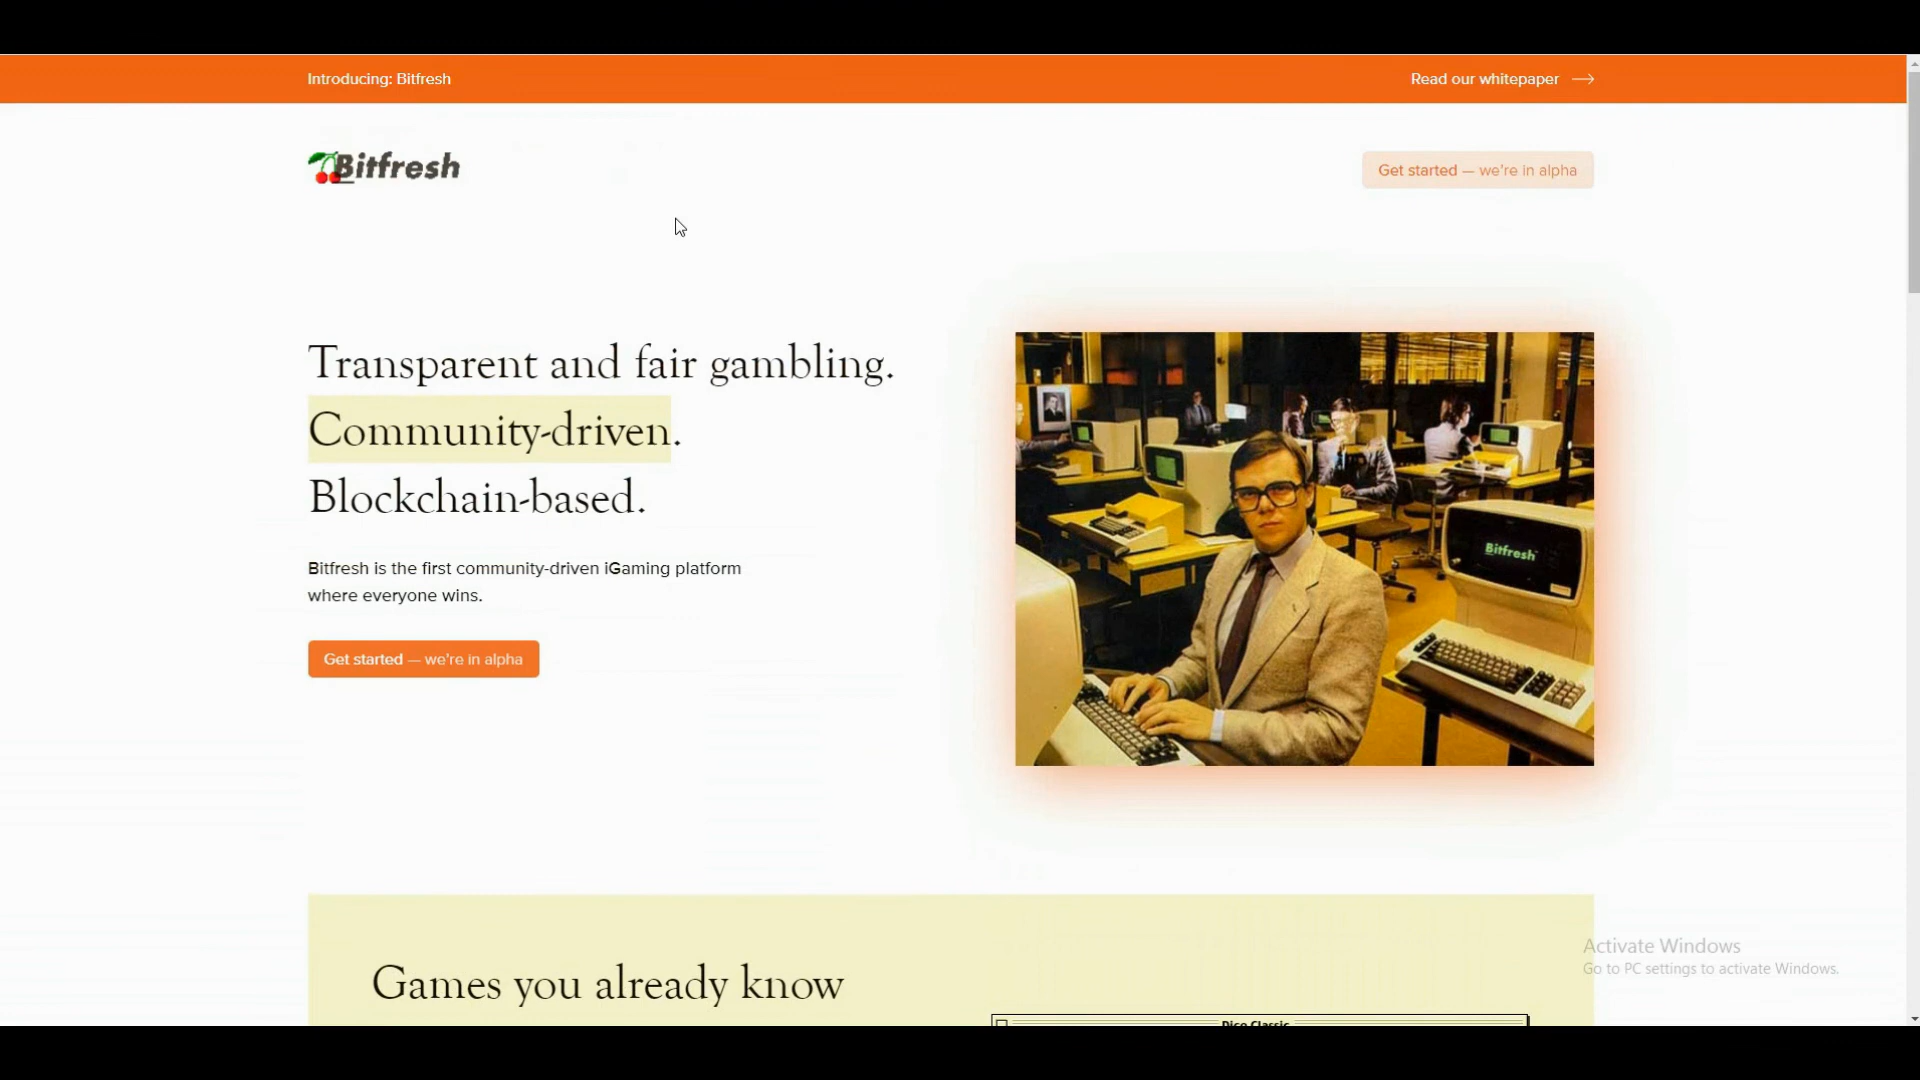 Introducing: Bitfresh
Read our whitepaper
Bitfresh
Get started — we're in alpha
Transparent and fair gambling.
Community-driven.
Blockchain-based.
Bitfresh is the first community-driven iGaming platform
where everyone wins.
Get started — we're in alpha
Bitfresh
Games you already know
Dice Classic
Activate Windows
Go to PC settings to activate Windows.